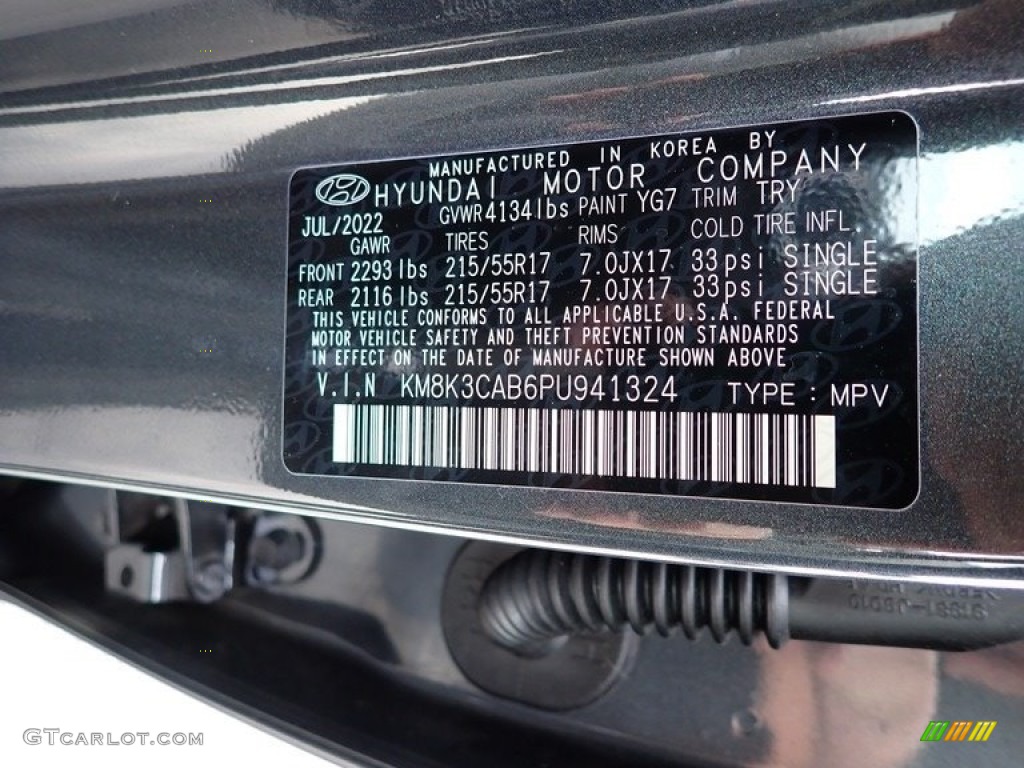 MANUFACTURED IN KOREA BY
HYUNDAI MOTOR COMPANY
JUL/2022 GVWR 4134lbs PAINT YG7 TRIM TRY
GAWR TIRES RIMS COLD TIRE INFL.
FRONT 2293lbs 215/55R17 7.0JX17 33psi SINGLE
REAR 2116lbs 215/55R17 7.0JX17 33psi SINGLE
THIS VEHICLE CONFORMS TO ALL APPLICABLE U.S.A. FEDERAL
MOTOR VEHICLE SAFETY AND THEFT PREVENTION STANDARDS
IN EFFECT ON THE DATE OF MANUFACTURE SHOWN ABOVE
V.I.N KM8K3CAB6PU941324 TYPE : MPV
GTCARLOT.COM